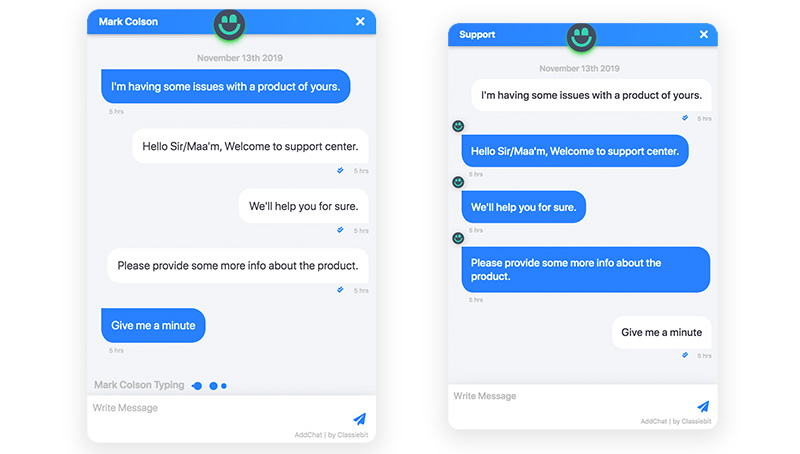 Mark Colson
November 13th 2019
I'm having some issues with a product of yours.
5 hrs
Hello Sir/Maa'm, Welcome to support center.
5 hrs
We'll help you for sure.
5 hrs
Please provide some more info about the product.
5 hrs
Give me a minute
5 hrs
Mark Colson Typing
Write Message
AddChat | by Classiebit
Support
November 13th 2019
I'm having some issues with a product of yours.
5 hrs
Hello Sir/Maa'm, Welcome to support center.
5 hrs
We'll help you for sure.
5 hrs
Please provide some more info about the
product.
5 hrs
Give me a minute
5 hrs
Write Message
AddChat | by Classiebit